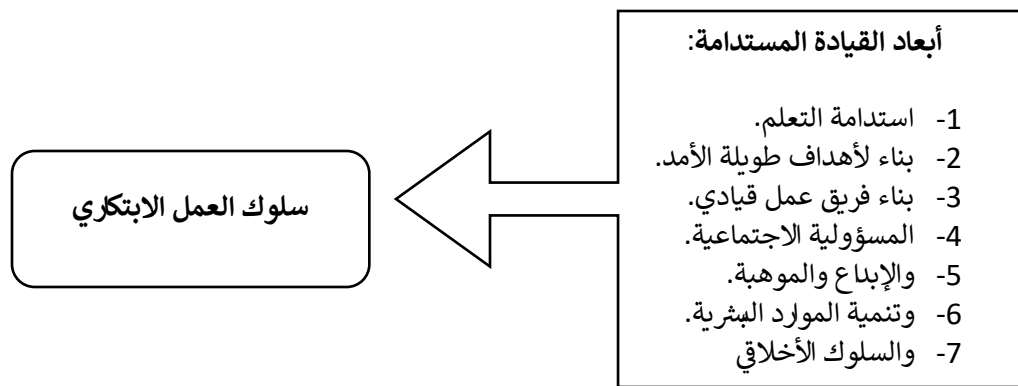 أبعاد القيادة المستدامة:
1- استدامة التعلم.
2- بناء لأهداف طويلة الأمد.
3- بناء فريق عمل قيادي.
4- المسؤولية الاجتماعية.
5- والإبداع والموهبة.
6- وتنمية الموارد البشرية.
7- والسلوك الأخلاقي
سلوك العمل الابتكاري